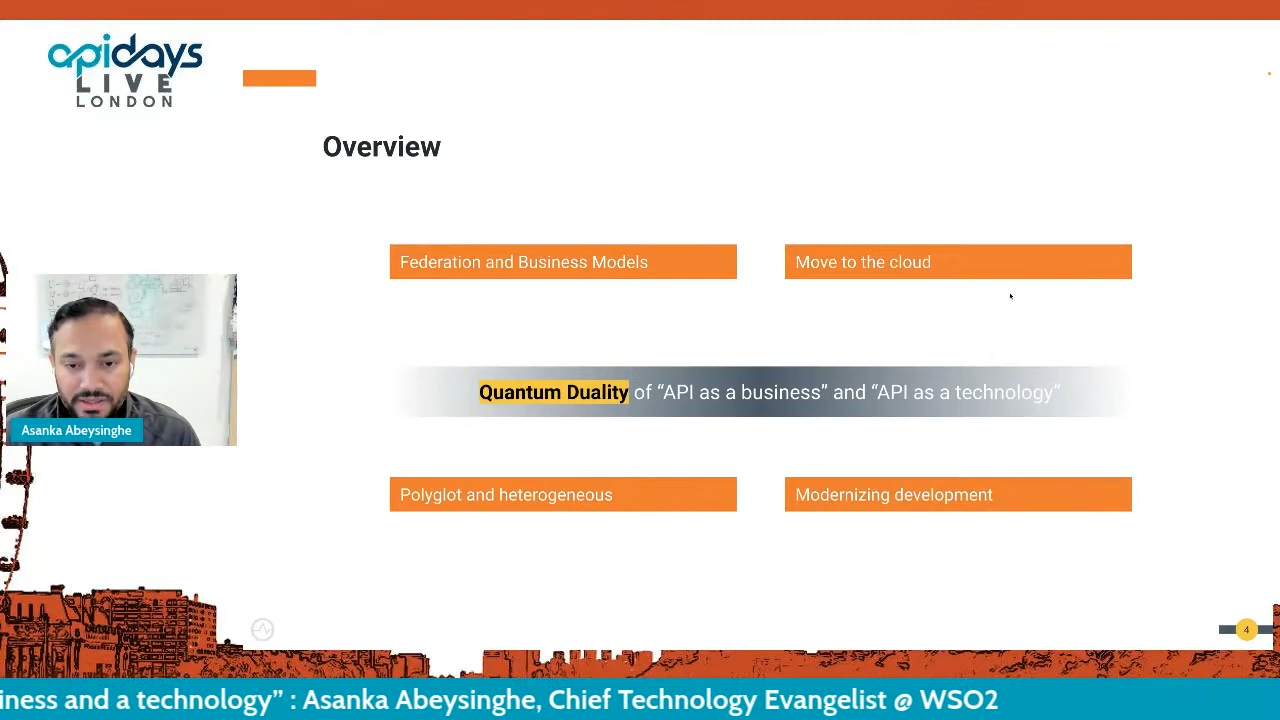 apidays
LIVE
LONDON
Overview
Federation and Business Models
Move to the cloud
Quantum Duality of “API as a business” and “API as a technology”
Polyglot and heterogeneous
Modernizing development
Asanka Abeysinghe
4
iness and a technology” : Asanka Abeysinghe, Chief Technology Evangelist @ WSO2